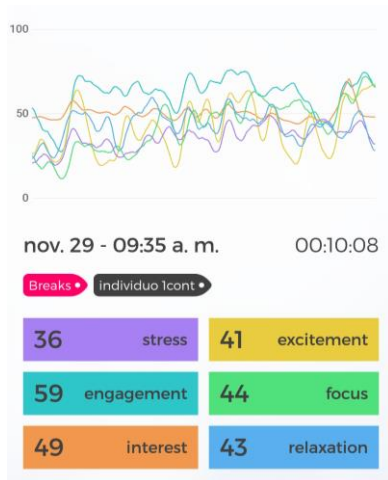 100
50
0
nov. 29 - 09:35 a. m. 00:10:08
Breaks individuo 1cont
36 stress 41 excitement
59 engagement 44 focus
49 interest 43 relaxation